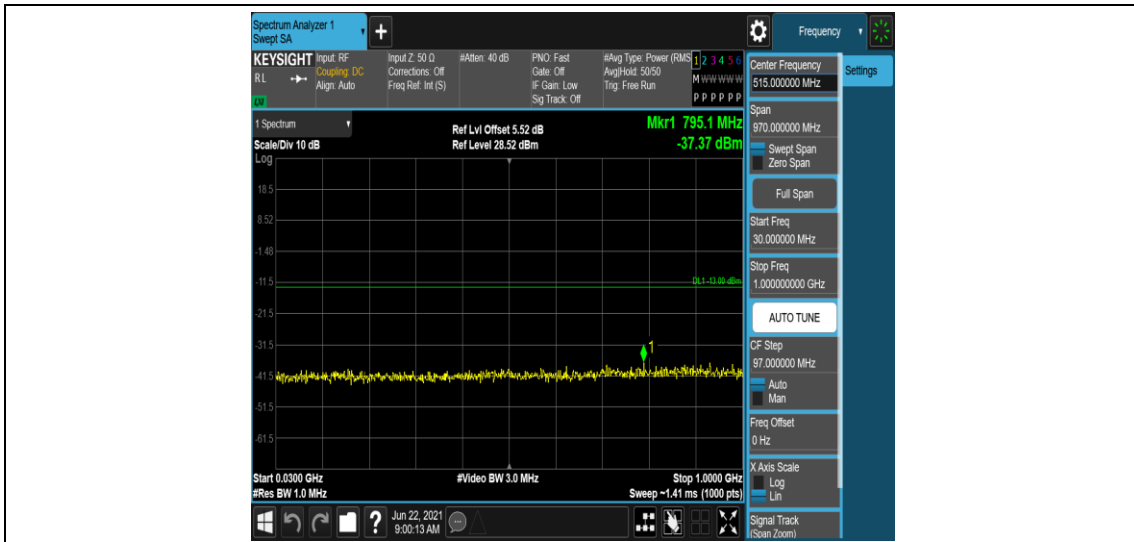 Spectrum Analyzer 1
Swept SA
+
Frequency
KEYSIGHT
RL
LXI
Input: RF
Coupling: DC
Align: Auto
Input Z: 50 Ω
Corrections: Off
Freq Ref: Int (S)
#Atten: 40 dB
PNO: Fast
Gate: Off
IF Gain: Low
Sig Track: Off
#Avg Type: Power (RMS
Avg|Hold: 50/50
Trig: Free Run
1 2 3 4 5 6
M W W W W W
P P P P P P
1 Spectrum
Scale/Div 10 dB
Log
Ref Lvl Offset 5.52 dB
Ref Level 28.52 dBm
Mkr1 795.1 MHz
-37.37 dBm
18.5
8.52
-1.48
-11.5
DL1 -13.00 dBm
-21.5
-31.5
1
-41.5
-51.5
-61.5
Start 0.0300 GHz
#Res BW 1.0 MHz
#Video BW 3.0 MHz
Stop 1.0000 GHz
Sweep ~1.41 ms (1000 pts)
Center Frequency
515.000000 MHz
Settings
Span
970.000000 MHz
Swept Span
Zero Span
Full Span
Start Freq
30.000000 MHz
Stop Freq
1.000000000 GHz
AUTO TUNE
CF Step
97.000000 MHz
Auto
Man
Freq Offset
0 Hz
X Axis Scale
Log
Lin
Signal Track
(Span Zoom)
?
Jun 22, 2021
9:00:13 AM